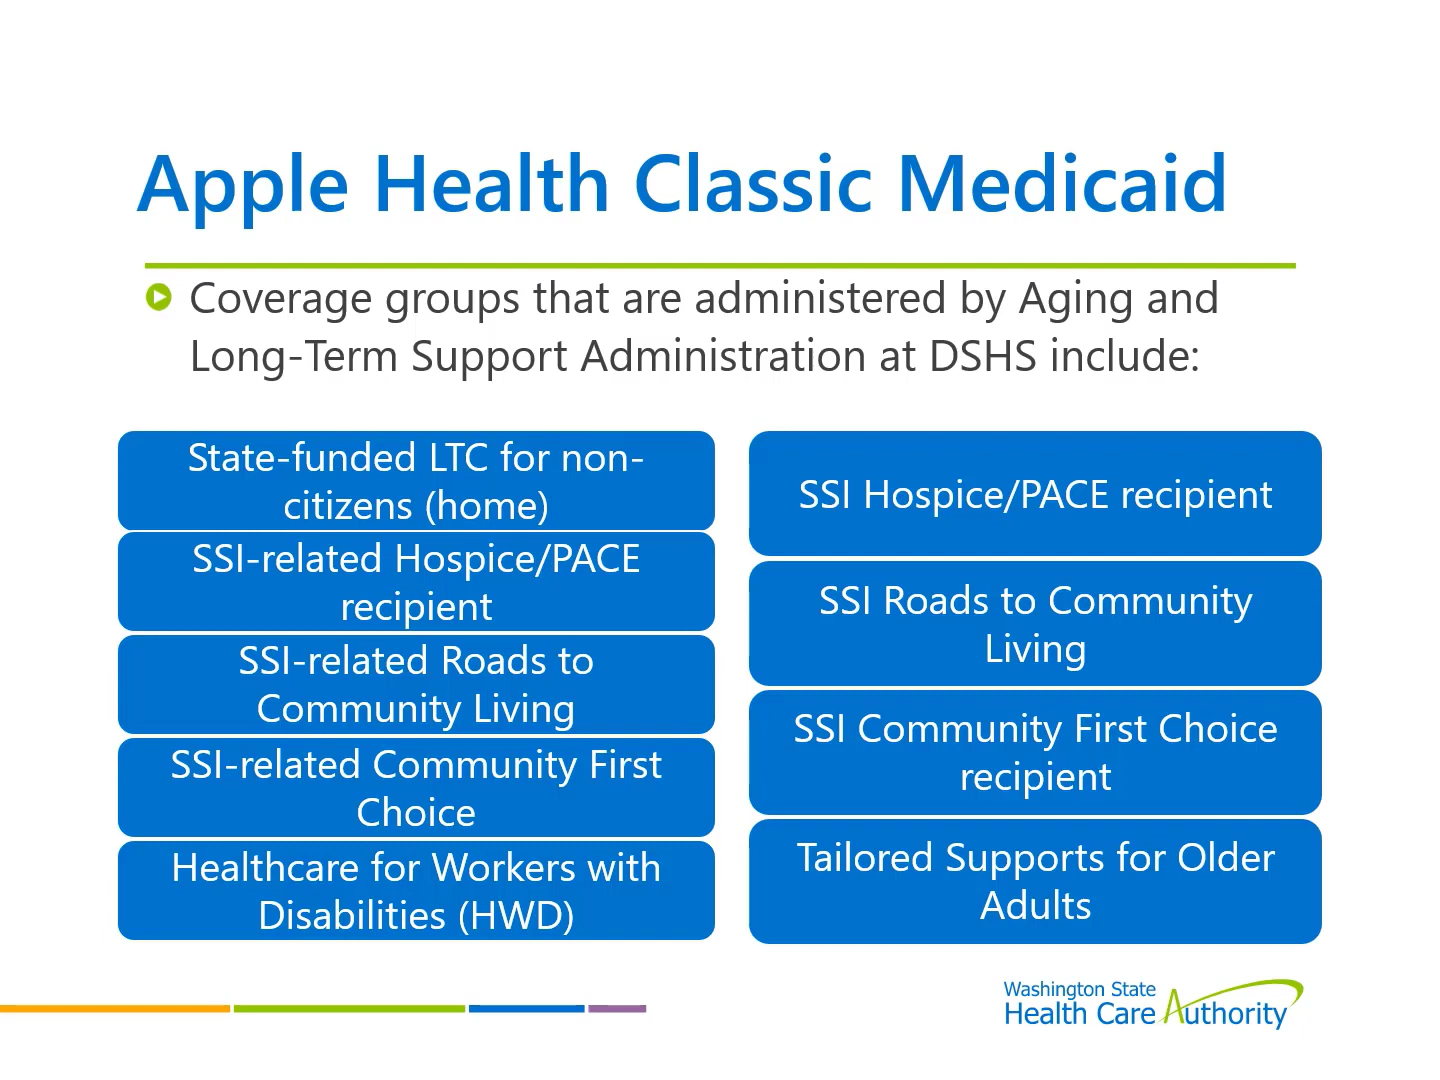 Apple Health Classic Medicaid
Coverage groups that are administered by Aging and
Long-Term Support Administration at DSHS include:
State-funded LTC for non-
citizens (home)
SSI-related Hospice/PACE
recipient
SSI-related Roads to
Community Living
SSI-related Community First
Choice
Healthcare for Workers with
Disabilities (HWD)
SSI Hospice/PACE recipient
SSI Roads to Community
Living
SSI Community First Choice
recipient
Tailored Supports for Older
Adults
Washington State
Health Care Authority